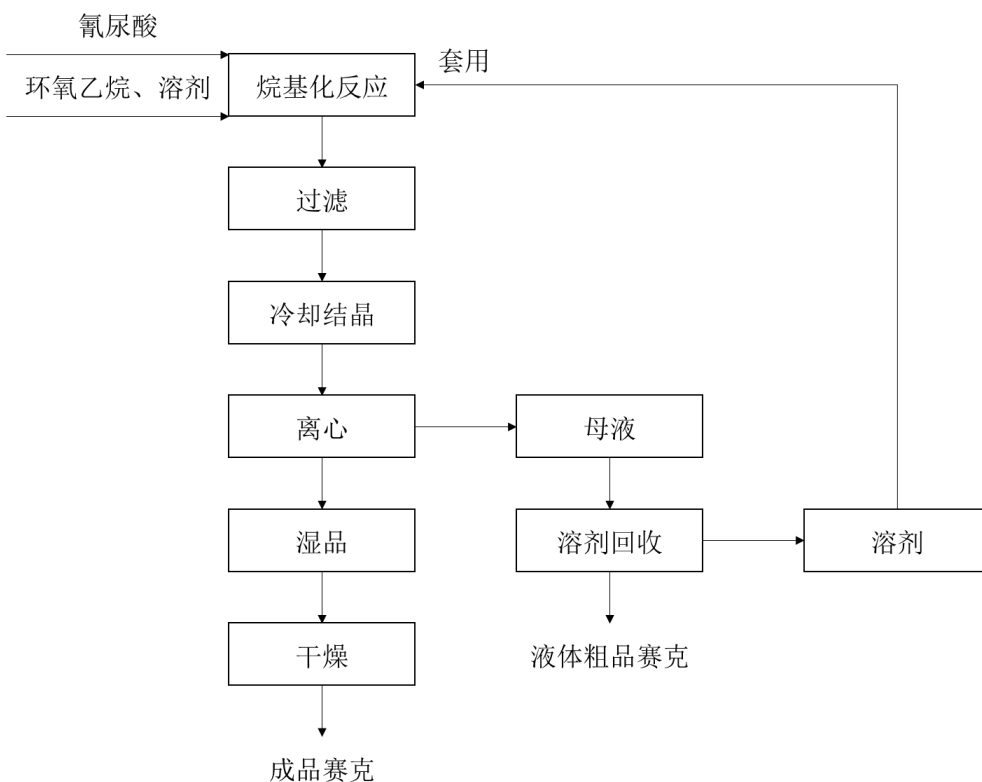 氰尿酸
环氧乙烷、溶剂
烷基化反应
套用
过滤
冷却结晶
离心
母液
湿品
溶剂回收
溶剂
干燥
液体粗品赛克
成品赛克